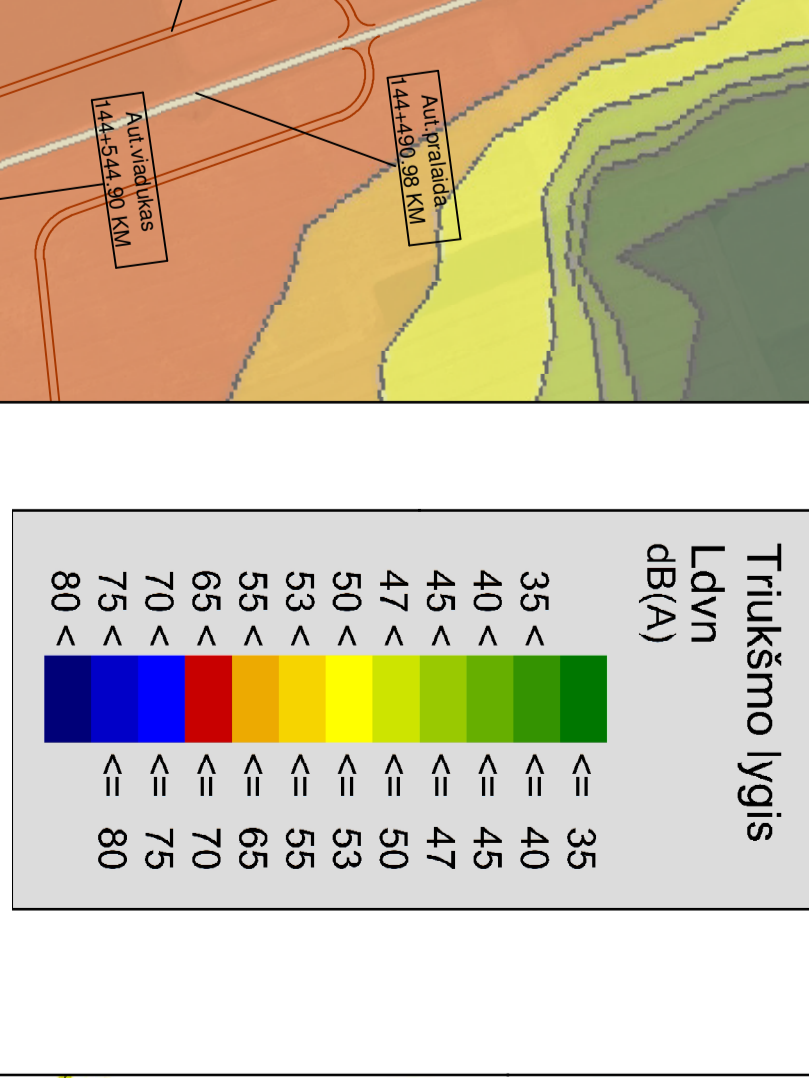 Aut.viadukas
144+544.90 KM
Aut.pralaida
144+490.98 KM
Triukšmo lygis
Ldvn
dB(A)
<= 35
35 < <= 40
40 < <= 45
45 < <= 47
47 < <= 50
50 < <= 53
53 < <= 55
55 < <= 65
65 < <= 70
70 < <= 75
75 < <= 80
80 <